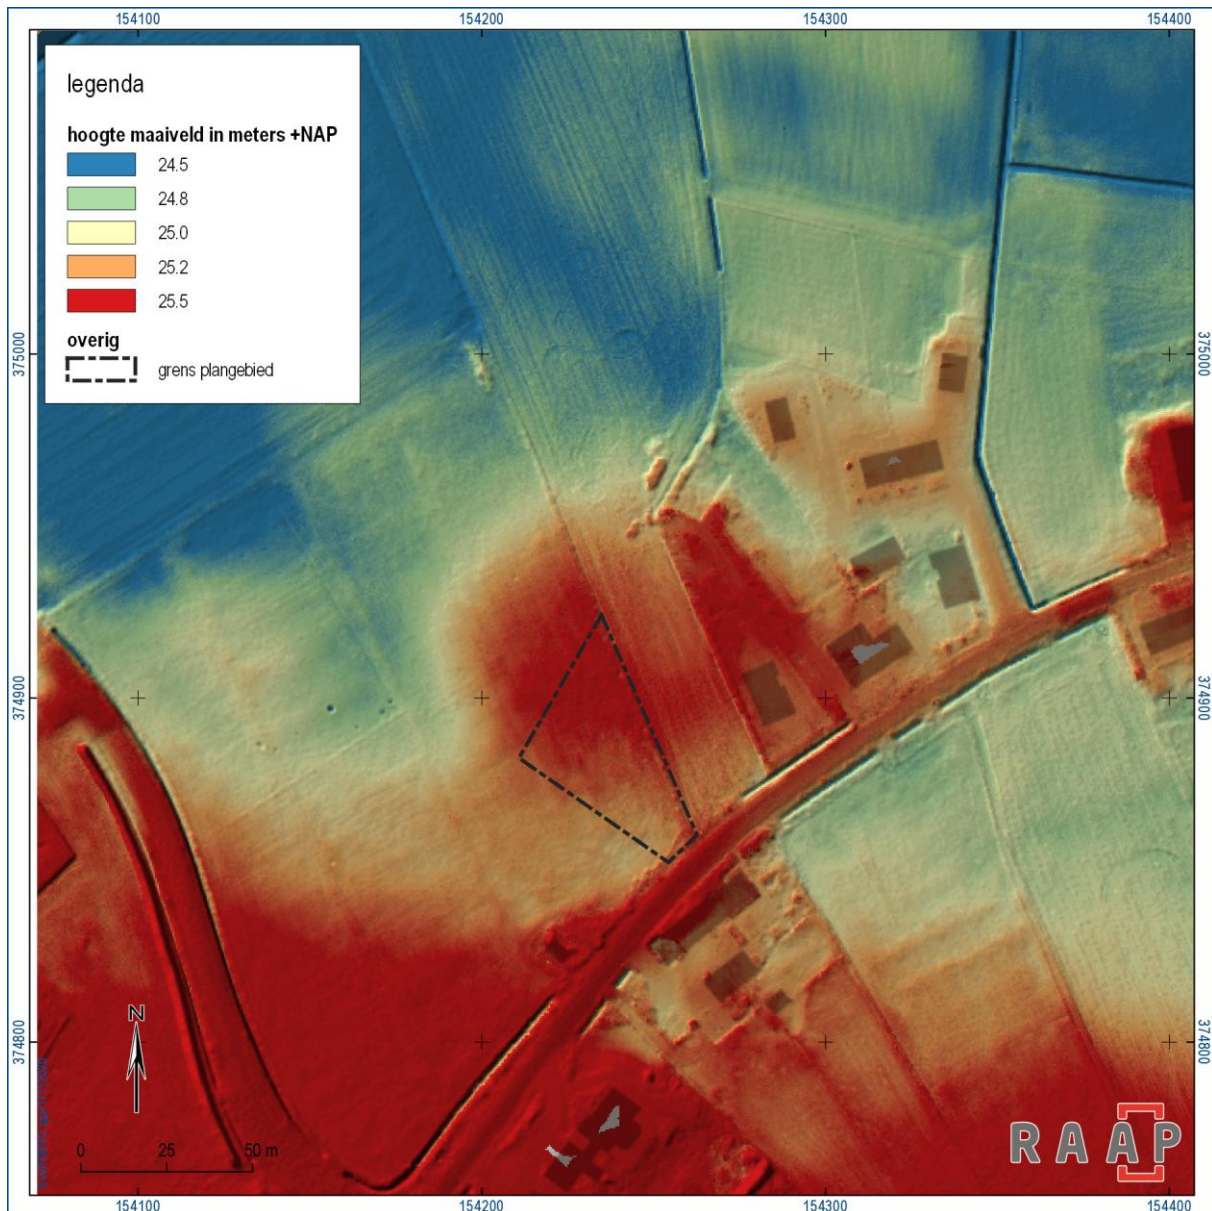 154100 154200 154300 154400
legenda
hoogte maaiveld in meters +NAP
24.5
24.8
25.0
25.2
25.5
overig
grens plangebied
375000 375000
374900 374900
374800 374800
N
0 25 50 m
RAAP
154100 154200 154300 154400